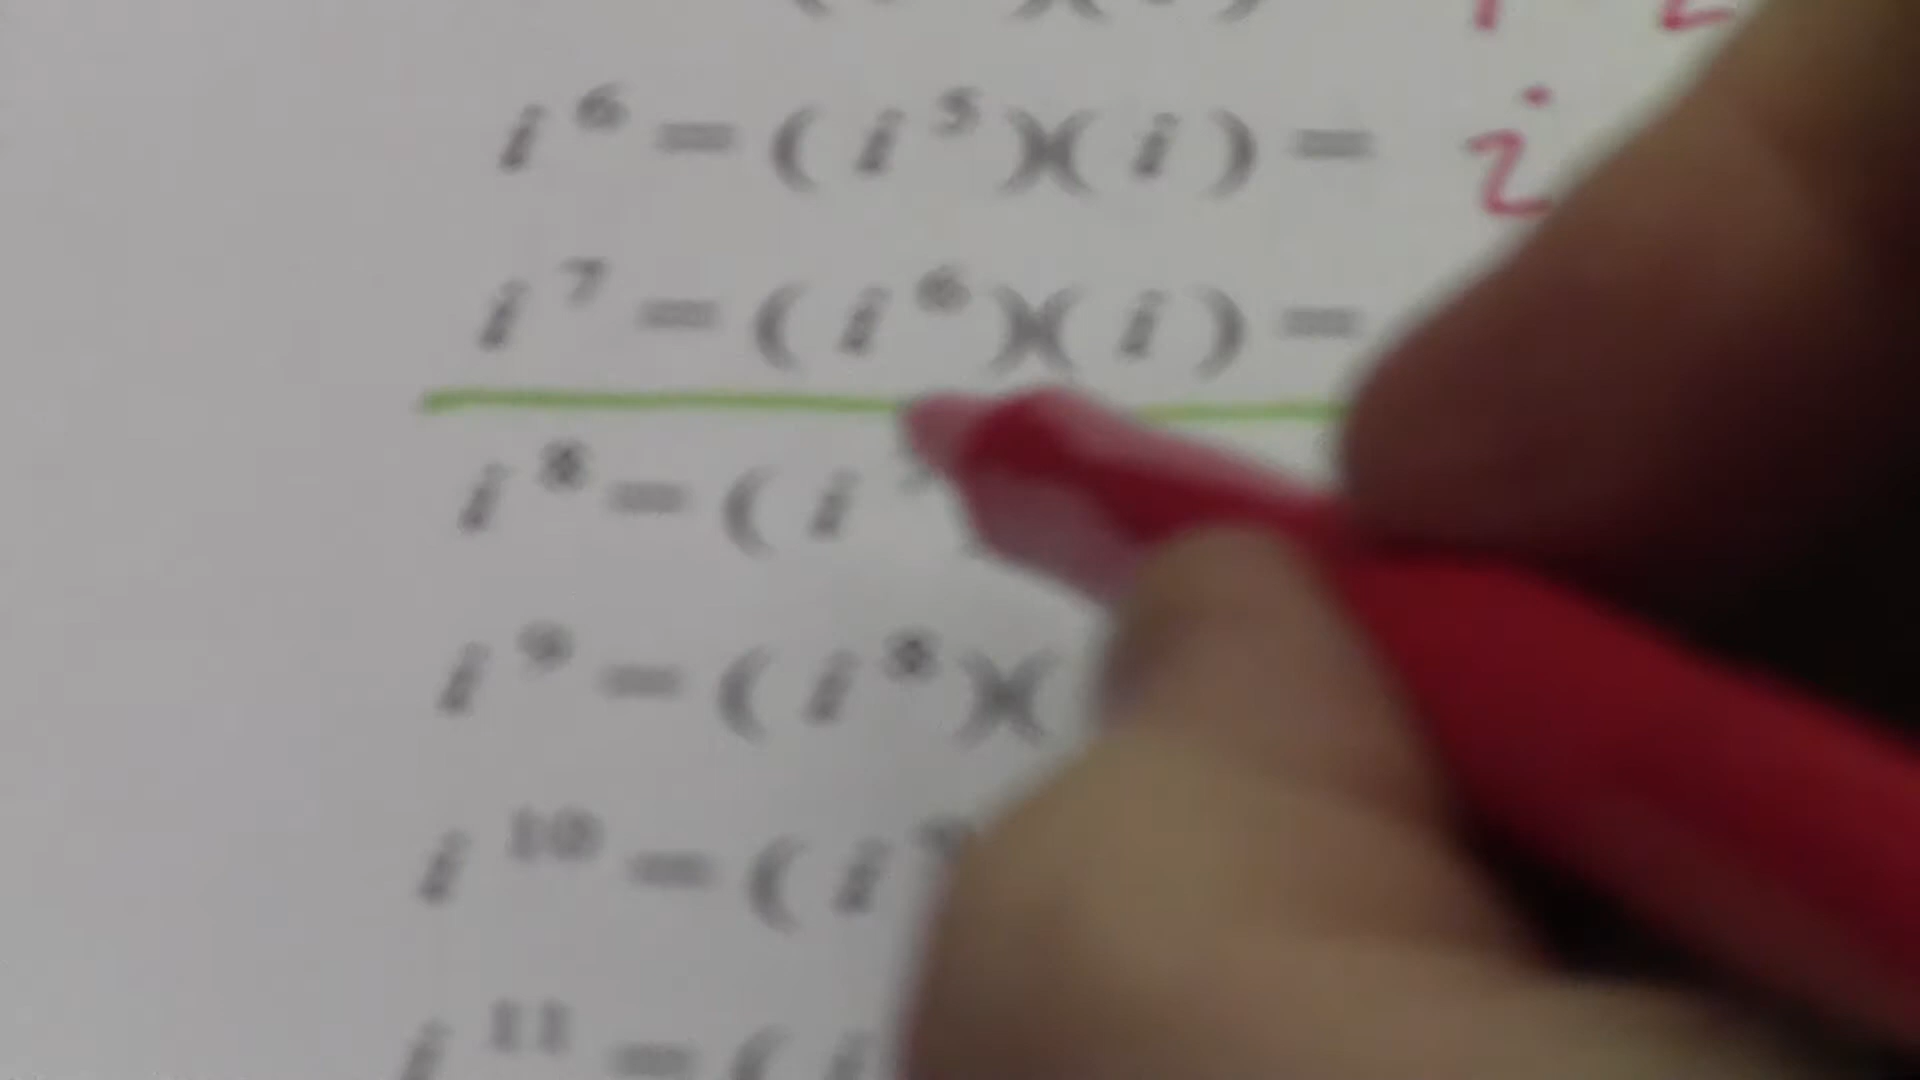 i⁶ = ( i⁵ )( i ) = i
i⁷ = ( i⁶ )( i ) =
i⁸ = ( i
i⁹ = ( i⁸ )(
i¹⁰ = ( i
i¹¹ = ( i